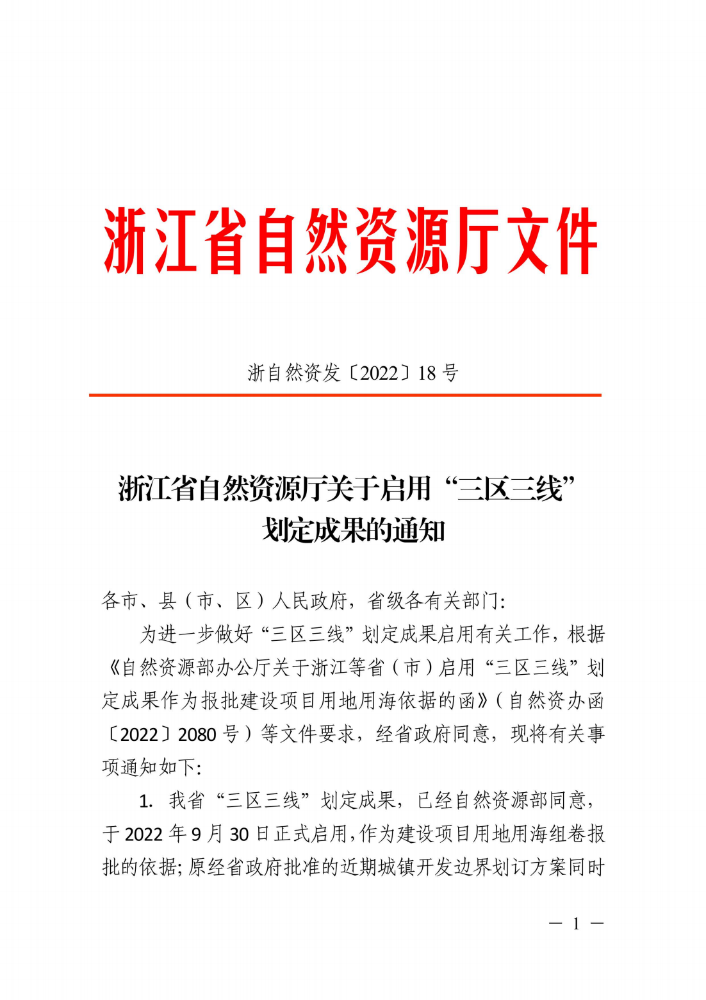 浙江省自然资源厅文件
浙自然资发〔2022〕18 号
浙江省自然资源厅关于启用“三区三线”
划定成果的通知
各市、县（市、区）人民政府，省级各有关部门：
为进一步做好“三区三线”划定成果启用有关工作，根据
《自然资源部办公厅关于浙江等省（市）启用“三区三线”划
定成果作为报批建设项目用地用海依据的函》（自然资办函
〔2022〕2080 号）等文件要求，经省政府同意，现将有关事
项通知如下：
1. 我省“三区三线”划定成果，已经自然资源部同意，
于 2022 年 9 月 30 日正式启用，作为建设项目用地用海组卷报
批的依据；原经省政府批准的近期城镇开发边界划订方案同时
— 1 —